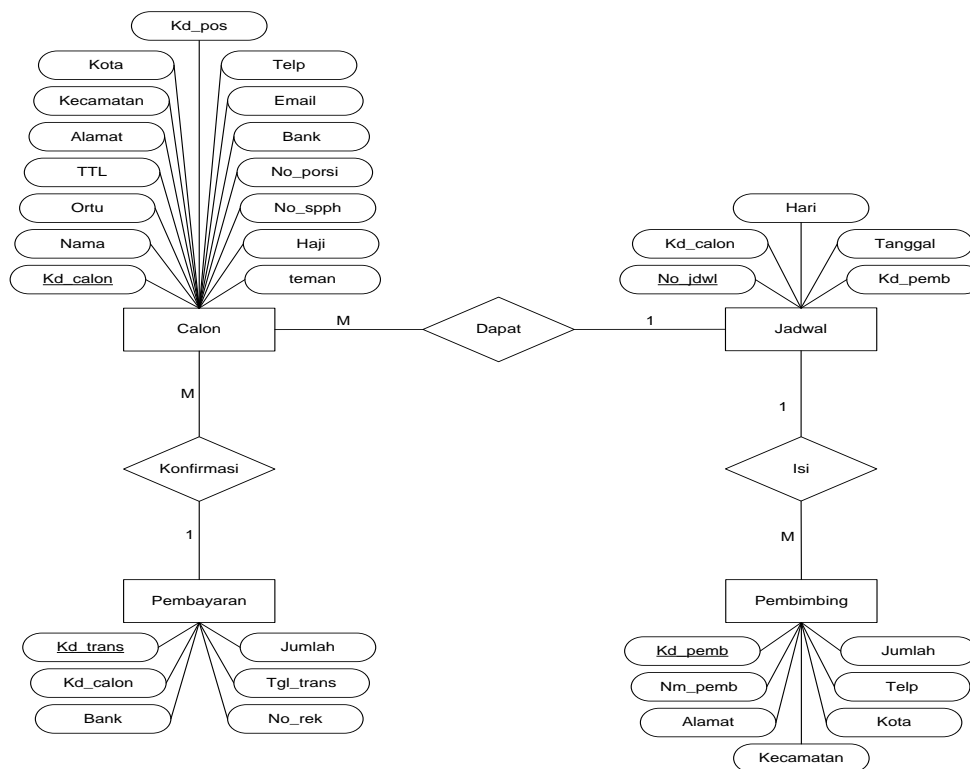 Kd_pos
Kota
Telp
Kecamatan
Email
Alamat
Bank
TTL
No_porsi
Ortu
No_spph
Nama
Haji
Kd_calon
teman
Hari
Kd_calon
Tanggal
No_jdwl
Kd_pemb
Calon
M
Dapat
1
Jadwal
M
1
Konfirmasi
Isi
1
M
Pembayaran
Pembimbing
Kd_trans
Jumlah
Kd_calon
Tgl_trans
Bank
No_rek
Kd_pemb
Jumlah
Nm_pemb
Telp
Alamat
Kota
Kecamatan